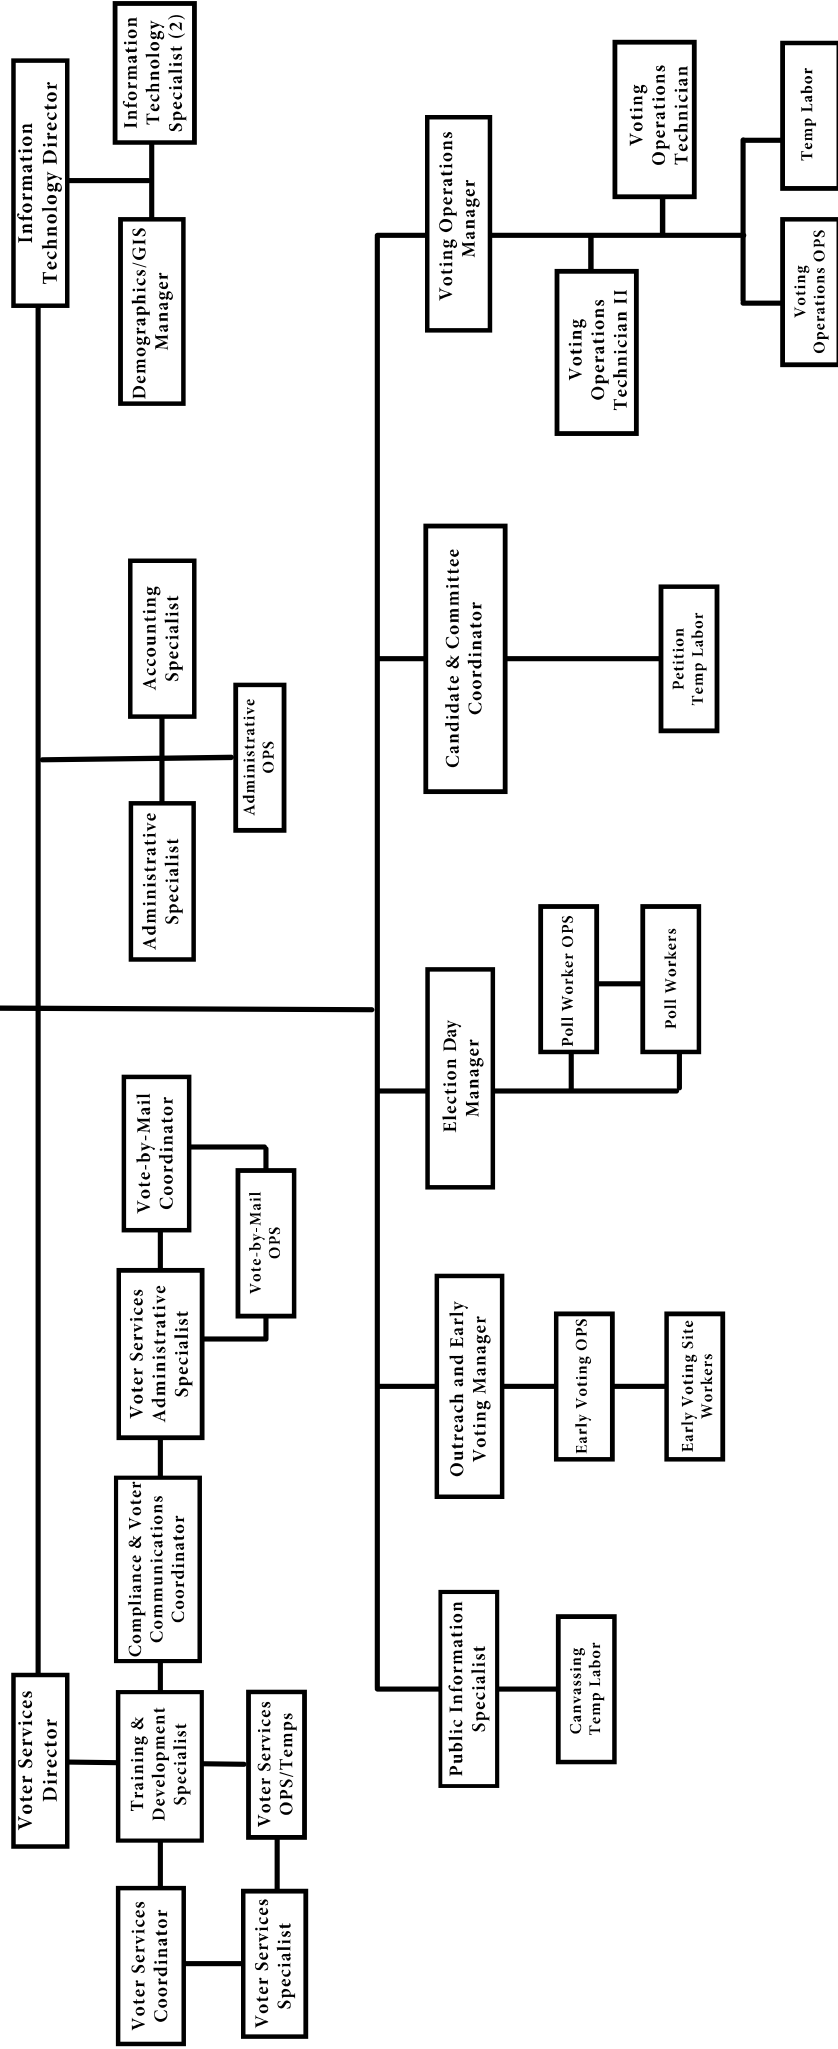 Voter Services
Director
Information
Technology Director
Voter Services
Coordinator
Training &
Development
Specialist
Compliance & Voter
Communications
Coordinator
Voter Services
Administrative
Specialist
Vote-by-Mail
Coordinator
Administrative
Specialist
Accounting
Specialist
Demographics/GIS
Manager
Information
Technology
Specialist (2)
Voter Services
Specialist
Voter Services
OPS/Temps
Vote-by-Mail
OPS
Administrative
OPS
Public Information
Specialist
Outreach and Early
Voting Manager
Election Day
Manager
Candidate & Committee
Coordinator
Voting Operations
Manager
Canvassing
Temp Labor
Early Voting OPS
Poll Worker OPS
Voting
Operations
Technician II
Voting
Operations
Technician
Early Voting Site
Workers
Poll Workers
Petition
Temp Labor
Voting
Operations OPS
Temp Labor